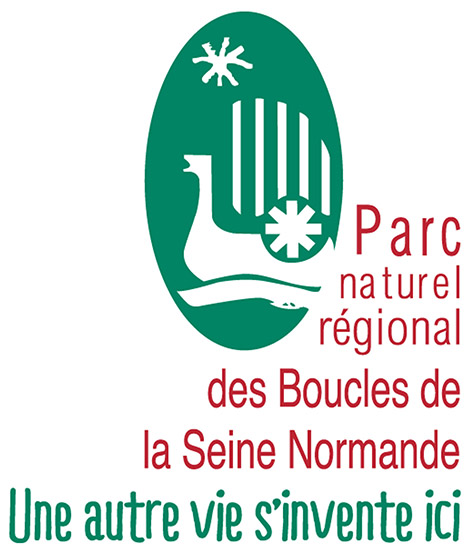 Parc
naturel
régional
des Boucles de
la Seine Normande
Une autre vie s'invente ici